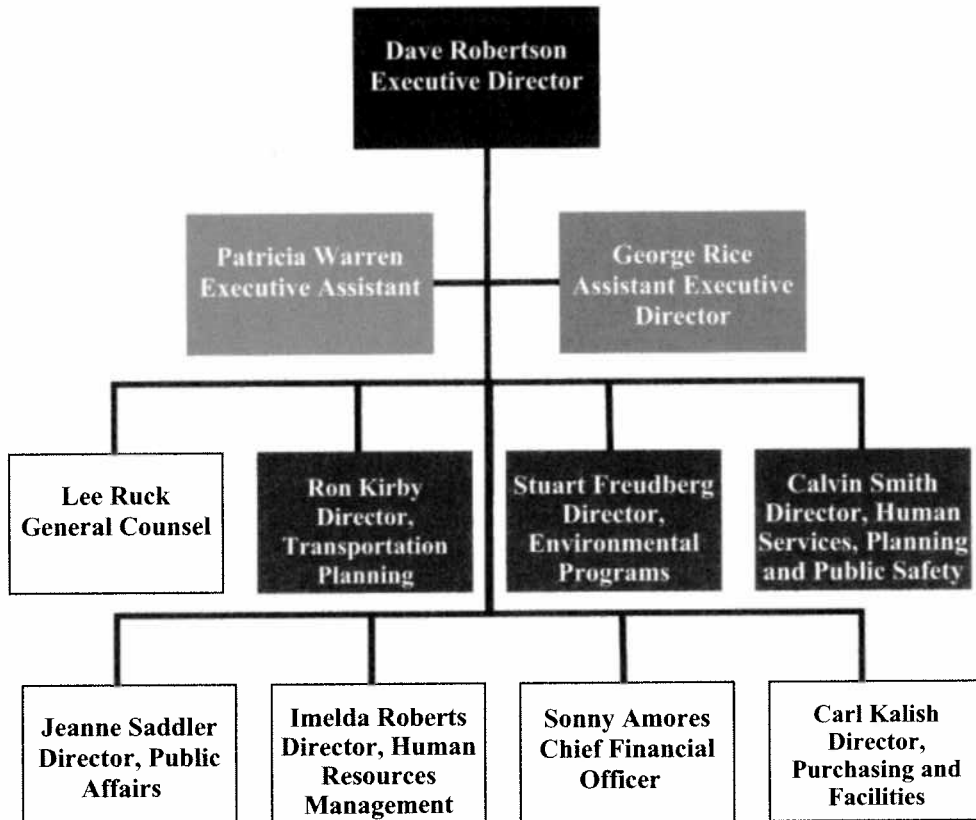 Dave Robertson
Executive Director
Patricia Warren
Executive Assistant
George Rice
Assistant Executive
Director
Lee Ruck
General Counsel
Ron Kirby
Director,
Transportation
Planning
Stuart Freudberg
Director,
Environmental
Programs
Calvin Smith
Director, Human
Services, Planning
and Public Safety
Jeanne Saddler
Director, Public
Affairs
Imelda Roberts
Director, Human
Resources
Management
Sonny Amores
Chief Financial
Officer
Carl Kalish
Director,
Purchasing and
Facilities